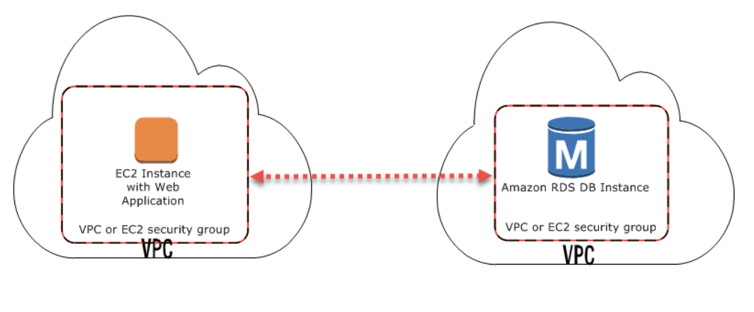 EC2 Instance
with Web
Application
VPC or EC2 security group
VPC
M
Amazon RDS DB Instance
VPC or EC2 security group
VPC